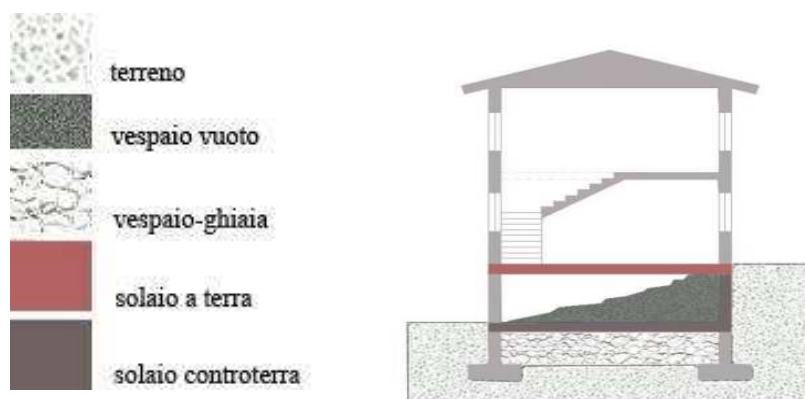 terreno
vespaio vuoto
vespaio-ghiaia
solaio a terra
solaio controterra